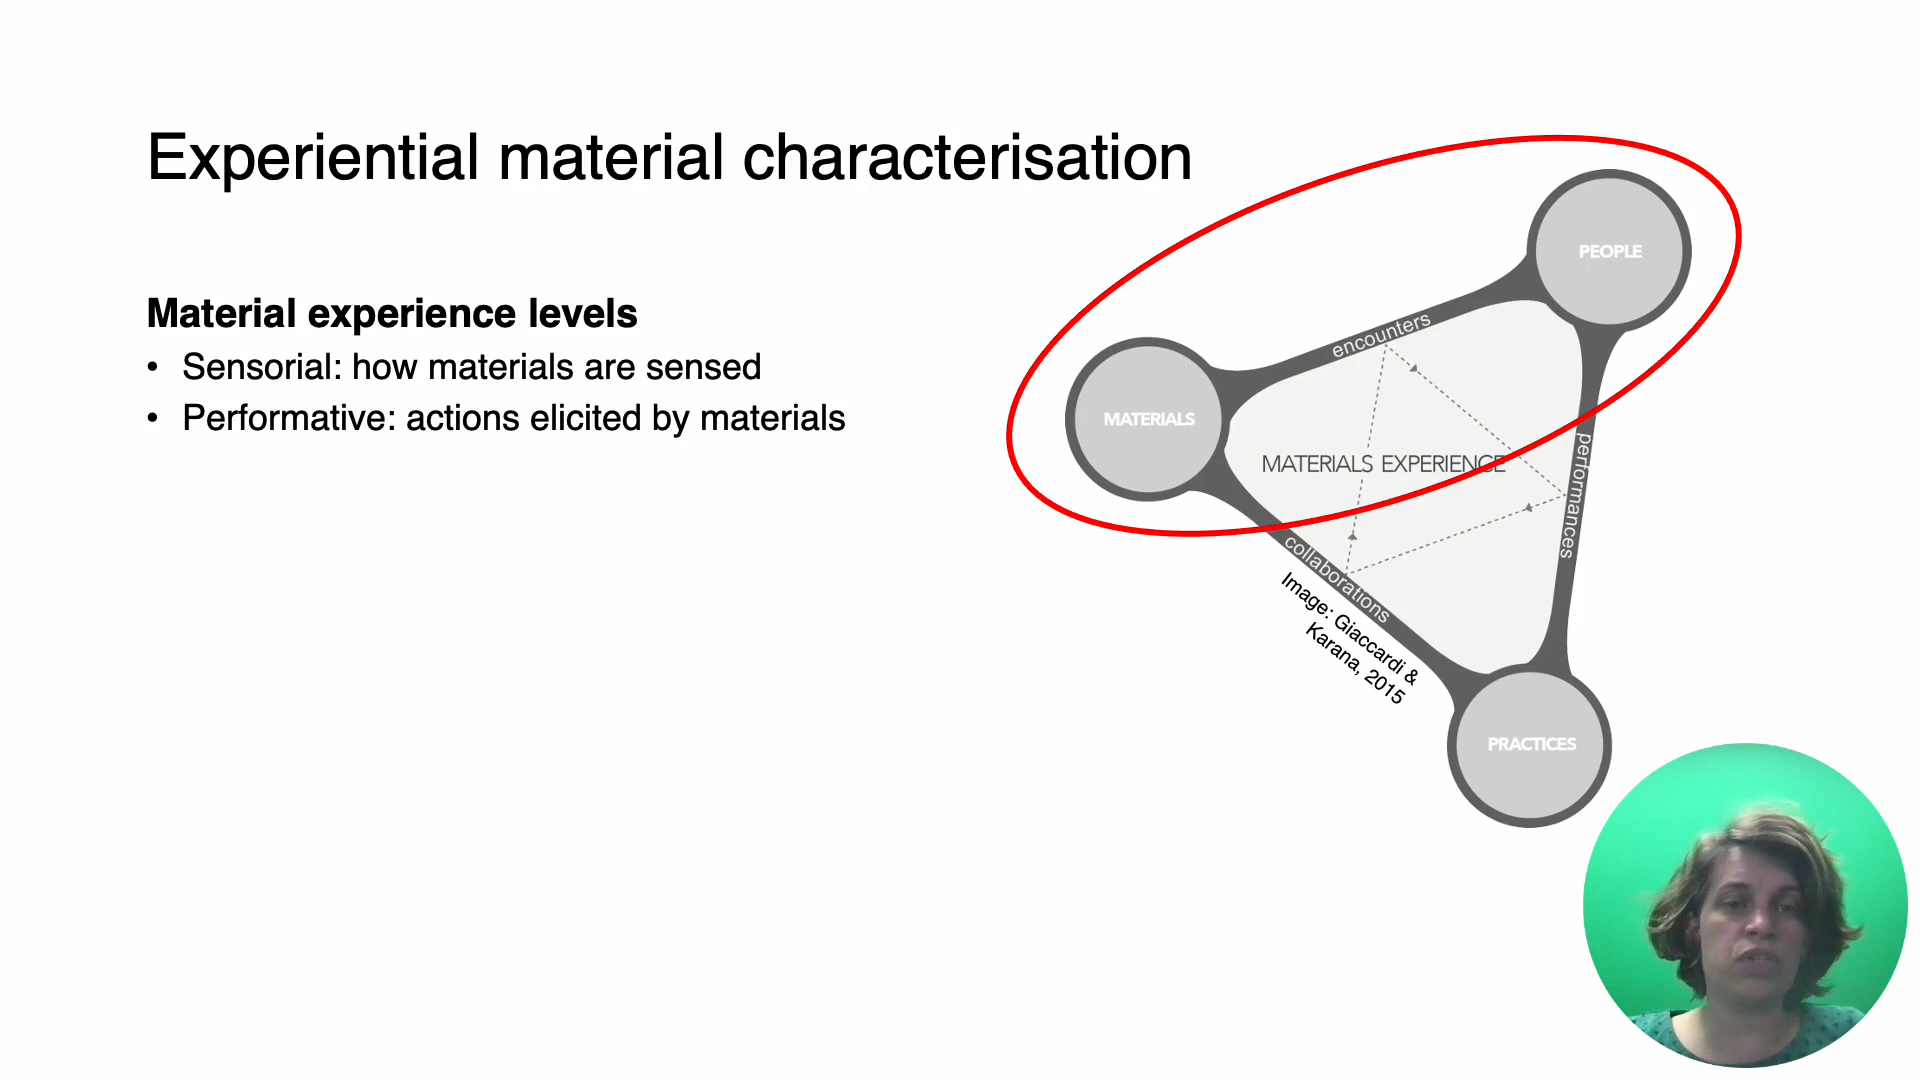 Experiential material characterisation
Material experience levels
• Sensorial: how materials are sensed
• Performative: actions elicited by materials
PEOPLE
encounters
MATERIALS
MATERIALS EXPERIENCE
performances
collaborations
Image: Giaccardi &
Karana, 2015
PRACTICES